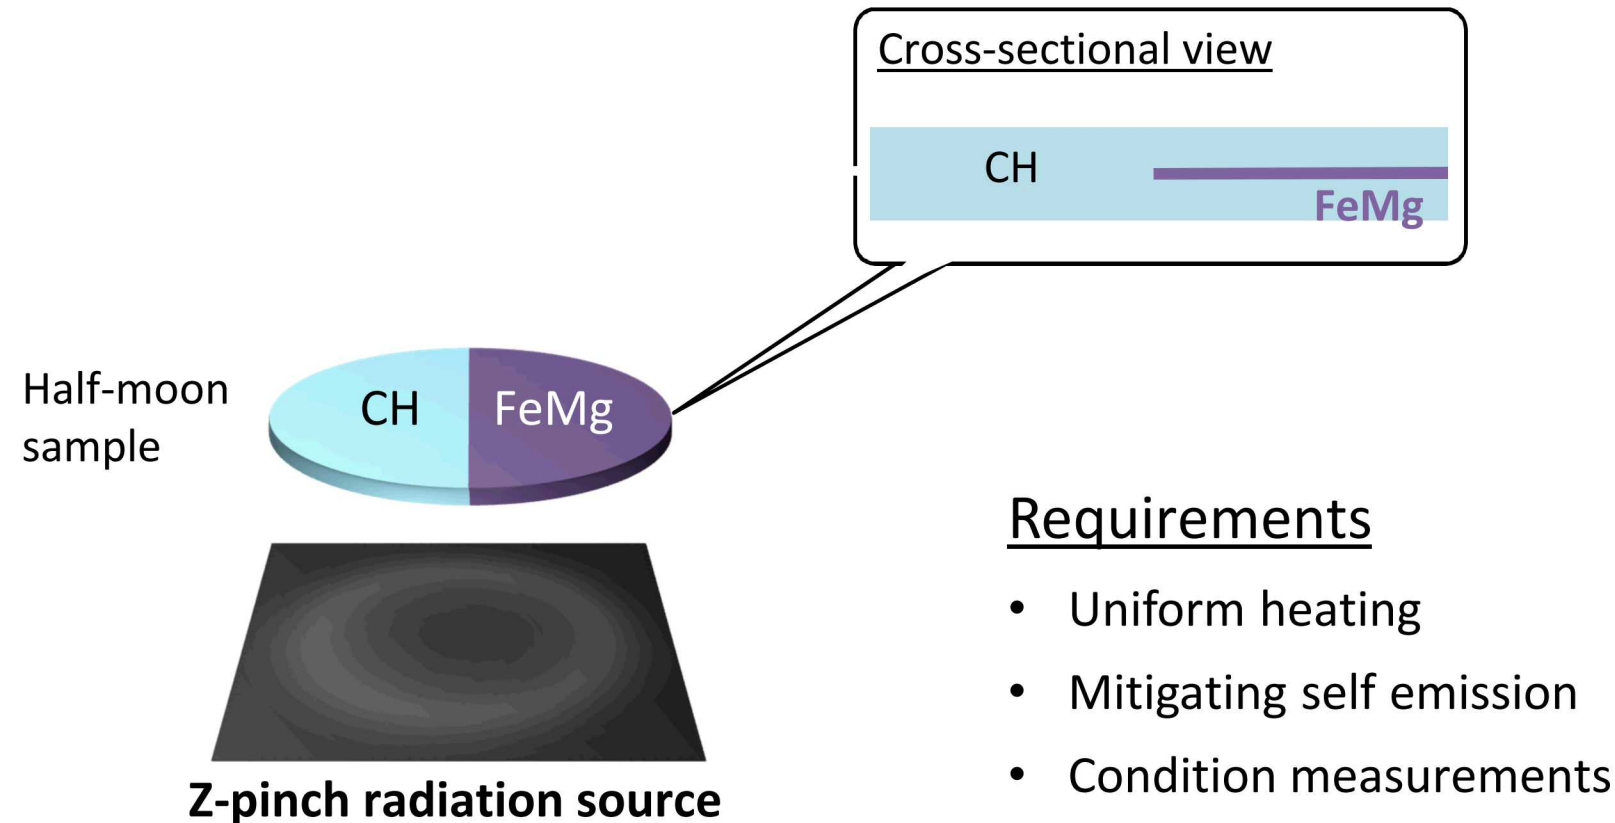 Cross-sectional view
CH
FeMg
Half-moon
sample
CH
FeMg
Z-pinch radiation source
Requirements
• Uniform heating
• Mitigating self emission
• Condition measurements